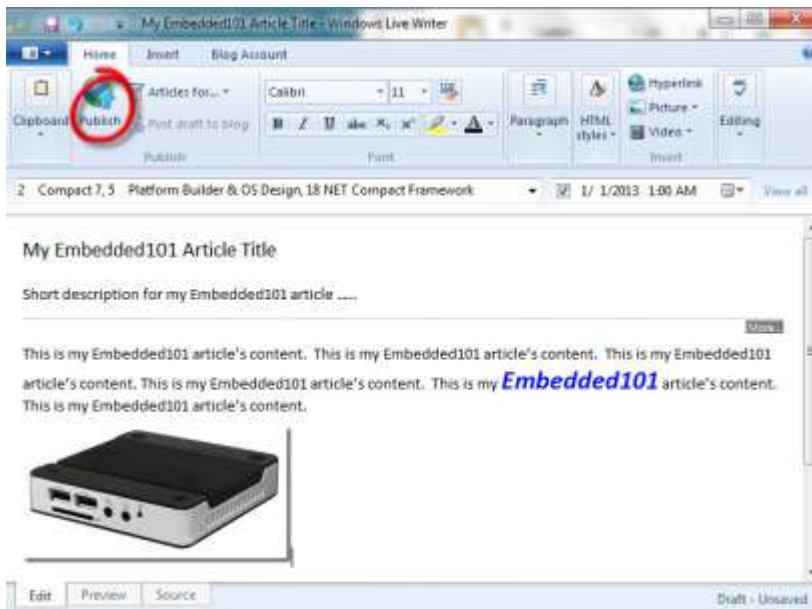 My Embedded101 Article Title - Windows Live Writer
Home Insert Blog Account
Clipboard Publish Articles for... Calibri 11 Paragraph HTML styles Hyperlink Picture Video Editing
Post draft to blog B I U abc
Publish Font Insert
2 Compact 7, 5 Platform Builder & OS Design, 18 NET Compact Framework 1/ 1/2013 1:00 AM View all
My Embedded101 Article Title
Short description for my Embedded101 article .....
More...
This is my Embedded101 article's content. This is my Embedded101 article's content. This is my Embedded101
article's content. This is my Embedded101 article's content. This is my Embedded101 article's content.
This is my Embedded101 article's content.
Edit Preview Source Draft - Unsaved